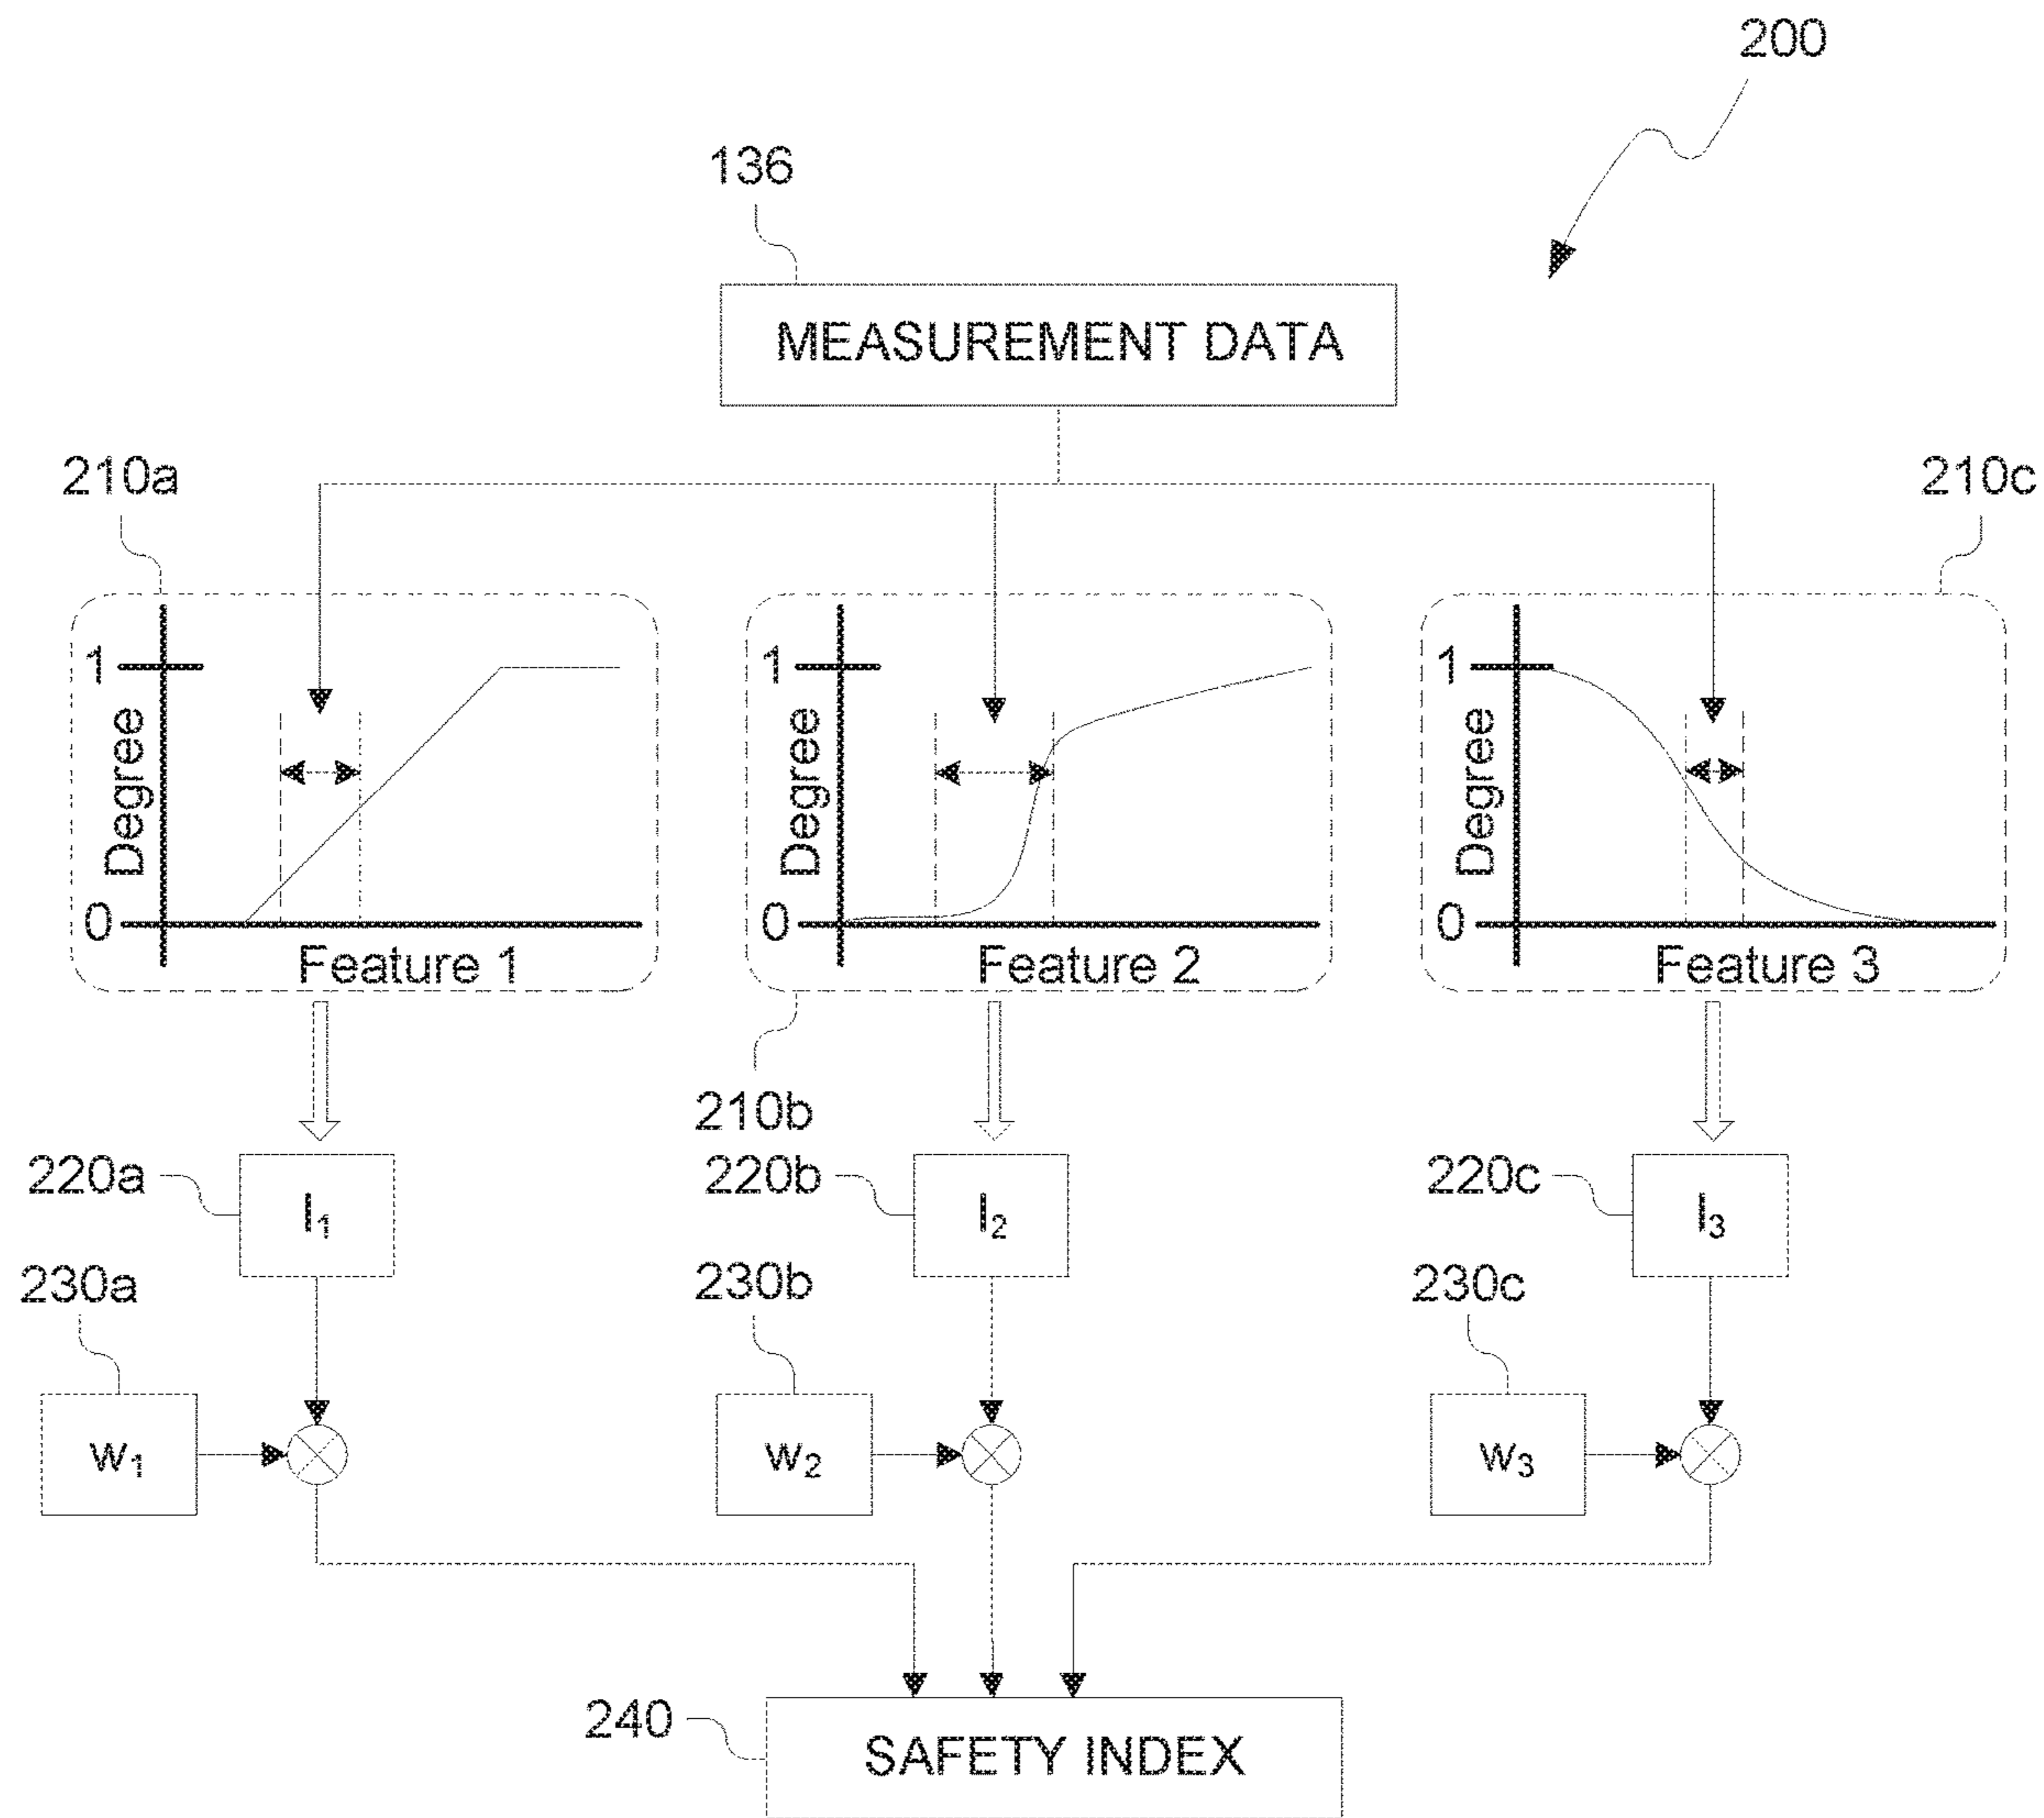 200
136
MEASUREMENT DATA
210a
210c
1
0
Degree
Feature 1
1
0
Degree
Feature 2
1
0
Degree
Feature 3
210b
220a
I₁
220b
I₂
220c
I₃
230a
w₁
230b
w₂
230c
w₃
240
SAFETY INDEX